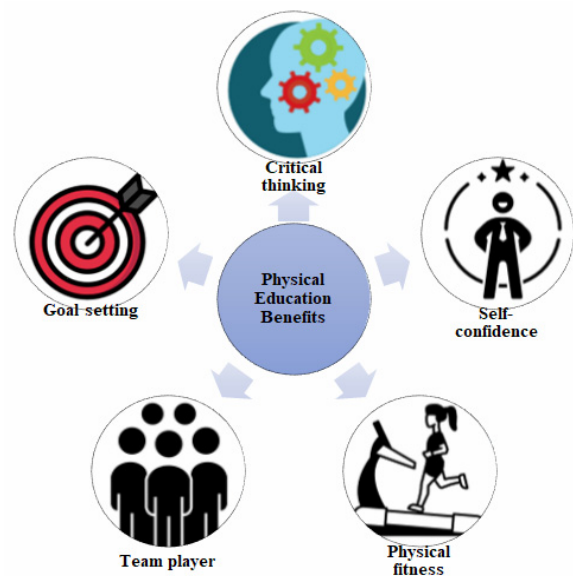 Critical
thinking
Goal setting
Physical
Education
Benefits
Self-
confidence
Team player
Physical
fitness